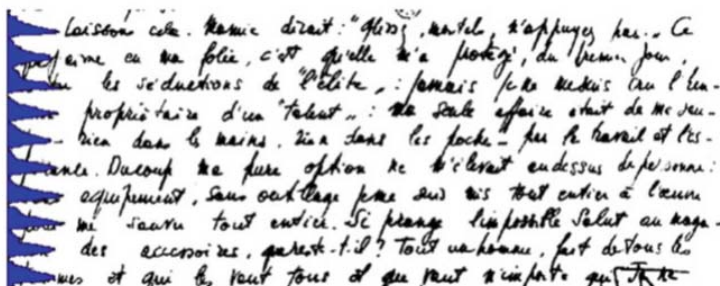 Laissons cela. Mamie dirait : "Glissez, mortels, n'appuyez pas". Ce
j'aime en ma folie, c'est qu'elle m'a protégé, du premier jour,
les séductions de "l'élite" : jamais je ne me suis cru l'heu-
propriétaire d'un "talent" : ma seule affaire était de me sau-
- rien dans les mains, rien dans les poches - par le travail et l'es-
Du coup ma pure option ne m'élevait au dessus de personne :
équipement, sans outillage je me suis mis tout entier à l'œuvre
me sauver tout entier. Si je range l'impossible Salut au maga-
des accessoires, que reste-t-il ? Tout un homme, fait de tous les
et qui les vaut tous et que vaut n'importe qui